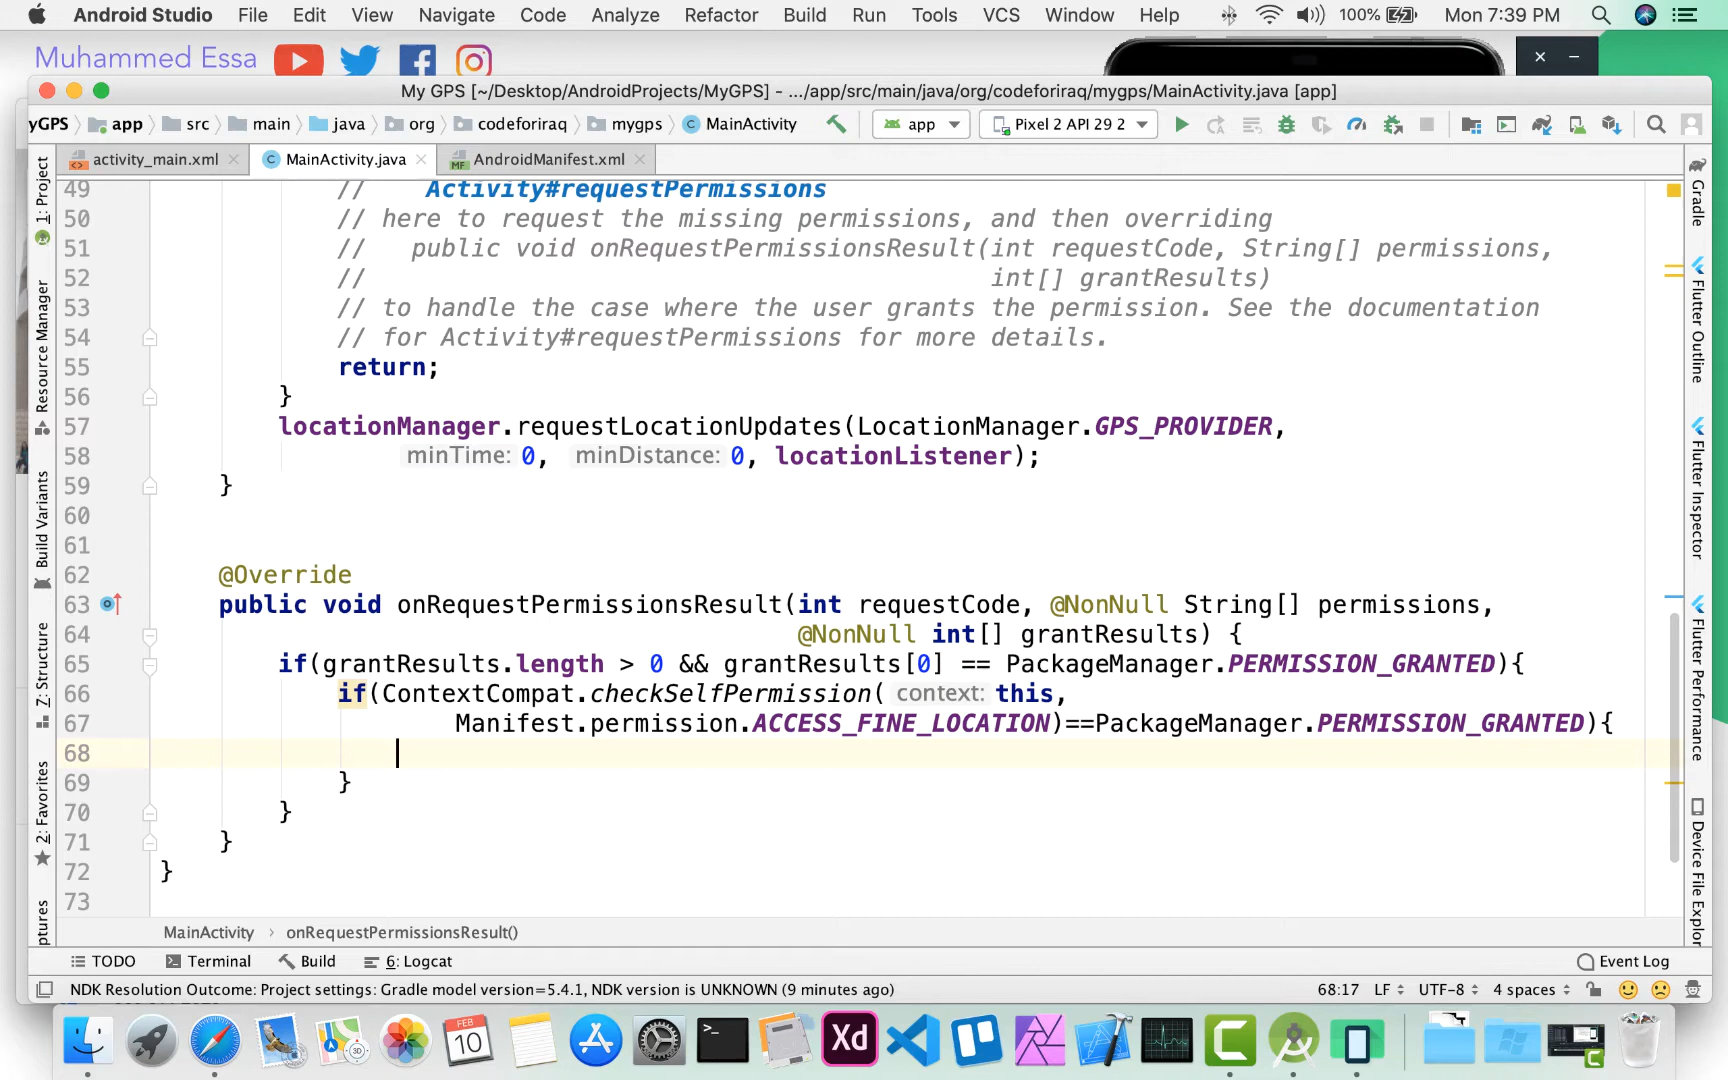 Android Studio File Edit View Navigate Code Analyze Refactor Build Run Tools VCS Window Help 100% Mon 7:39 PM
Muhammed Essa
My GPS [~/Desktop/AndroidProjects/MyGPS] - .../app/src/main/java/org/codeforiraq/mygps/MainActivity.java [app]
yGPS app src main java org codeforiraq mygps MainActivity app Pixel 2 API 29 2
activity_main.xml MainActivity.java AndroidManifest.xml
49 // Activity#requestPermissions
50 // here to request the missing permissions, and then overriding
51 // public void onRequestPermissionsResult(int requestCode, String[] permissions,
52 // int[] grantResults)
53 // to handle the case where the user grants the permission. See the documentation
54 // for Activity#requestPermissions for more details.
55 return;
56 }
57 locationManager.requestLocationUpdates(LocationManager.GPS_PROVIDER,
58 minTime: 0, minDistance: 0, locationListener);
59 }
60
61
62 @Override
63 public void onRequestPermissionsResult(int requestCode, @NonNull String[] permissions,
64 @NonNull int[] grantResults) {
65 if(grantResults.length > 0 && grantResults[0] == PackageManager.PERMISSION_GRANTED){
66 if(ContextCompat.checkSelfPermission( context: this,
67 Manifest.permission.ACCESS_FINE_LOCATION)==PackageManager.PERMISSION_GRANTED){
68
69 }
70 }
71 }
72 }
73
MainActivity › onRequestPermissionsResult()
TODO Terminal Build 6: Logcat Event Log
NDK Resolution Outcome: Project settings: Gradle model version=5.4.1, NDK version is UNKNOWN (9 minutes ago) 68:17 LF UTF-8 4 spaces
1: Project
Resource Manager
Build Variants
7: Structure
2: Favorites
ptures
Gradle
Flutter Outline
Flutter Inspector
Flutter Performance
Device File Explor
FEB
10
3D
Xd